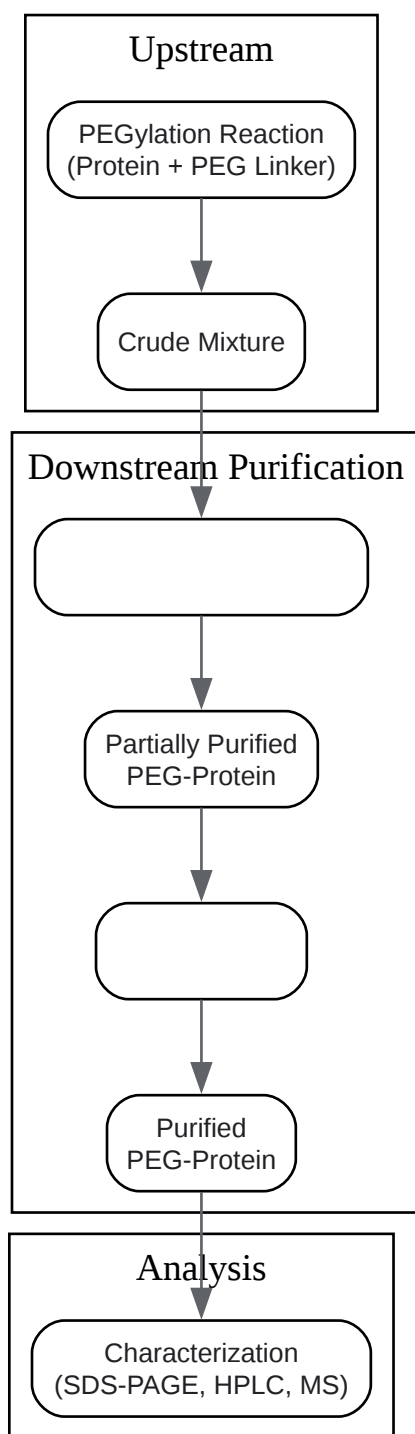 Upstream
PEGylation Reaction
(Protein + PEG Linker)
Crude Mixture
Downstream Purification
Partially Purified
PEG-Protein
Purified
PEG-Protein
Analysis
Characterization
(SDS-PAGE, HPLC, MS)